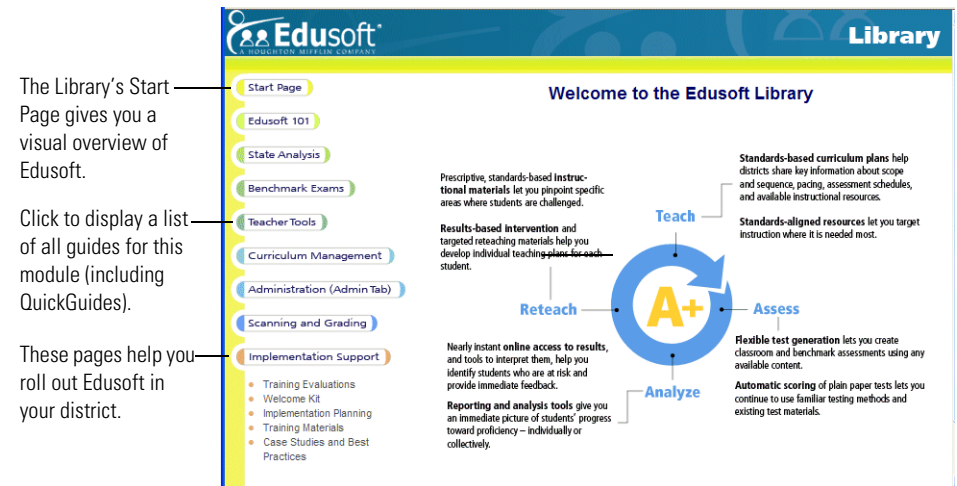 Edusoft
A HOUGHTON MIFFLIN COMPANY
Library
The Library's Start
Page gives you a
visual overview of
Edusoft.
Click to display a list
of all guides for this
module (including
QuickGuides).
These pages help you
roll out Edusoft in
your district.
Start Page
Edusoft 101
State Analysis
Benchmark Exams
Teacher Tools
Curriculum Management
Administration (Admin Tab)
Scanning and Grading
Implementation Support
Training Evaluations
Welcome Kit
Implementation Planning
Training Materials
Case Studies and Best
Practices
Welcome to the Edusoft Library
Prescriptive, standards-based instruc-
tional materials let you pinpoint specific
areas where students are challenged.
Results-based intervention and
targeted reteaching materials help you
develop individual teaching plans for each
student.
Reteach
Teach
Standards-based curriculum plans help
districts share key information about scope
and sequence, pacing, assessment schedules,
and available instructional resources.
Standards-aligned resources let you target
instruction where it is needed most.
A+
Assess
Flexible test generation lets you create
classroom and benchmark assessments using any
available content.
Automatic scoring of plain paper tests lets you
continue to use familiar testing methods and
existing test materials.
Nearly instant online access to results,
and tools to interpret them, help you
identify students who are at risk and
provide immediate feedback.
Reporting and analysis tools give you
an immediate picture of students' progress
toward proficiency – individually or
collectively.
Analyze